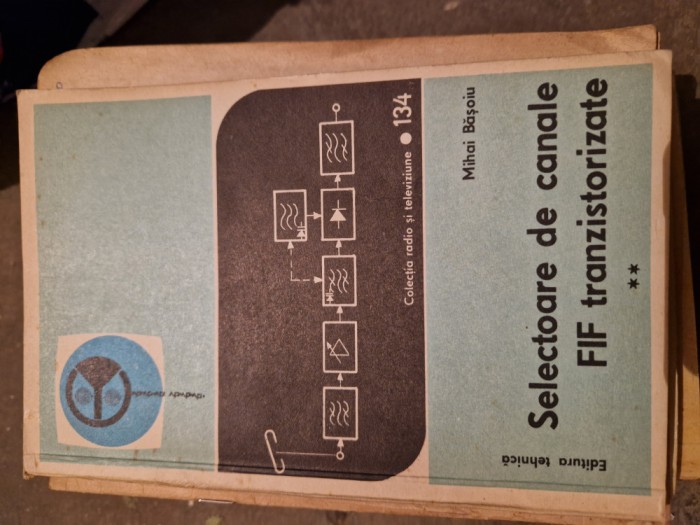 Mihai Bășoiu
Selectoare de canale
FIF tranzistorizate
**
Colecția radio și televiziune ● 134
Editura tehnică